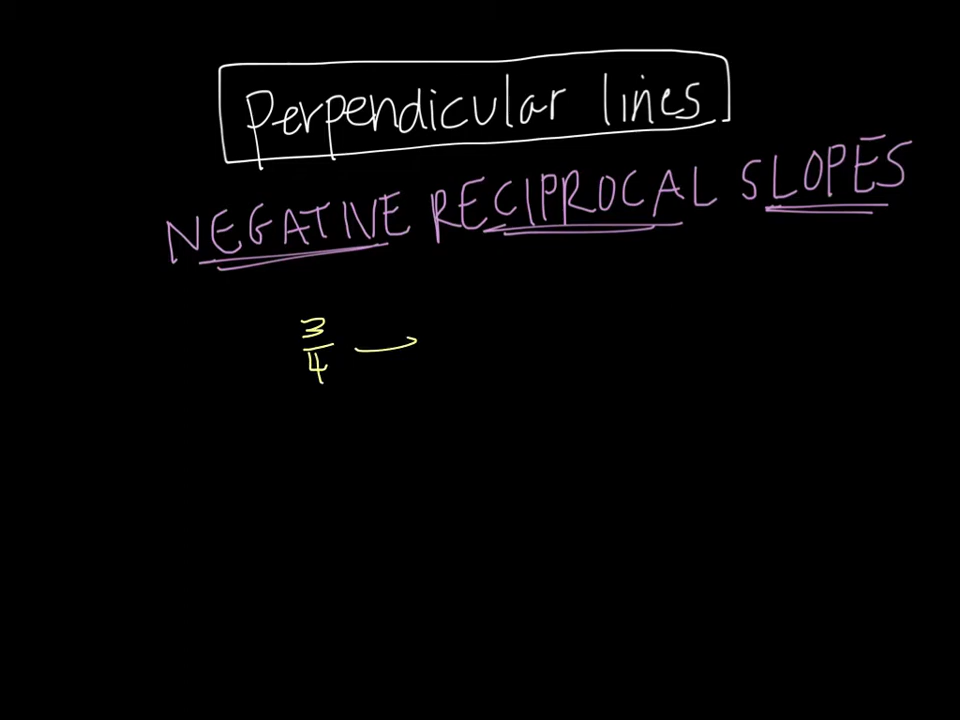 Perpendicular lines
NEGATIVE RECIPROCAL SLOPES
3/4 →